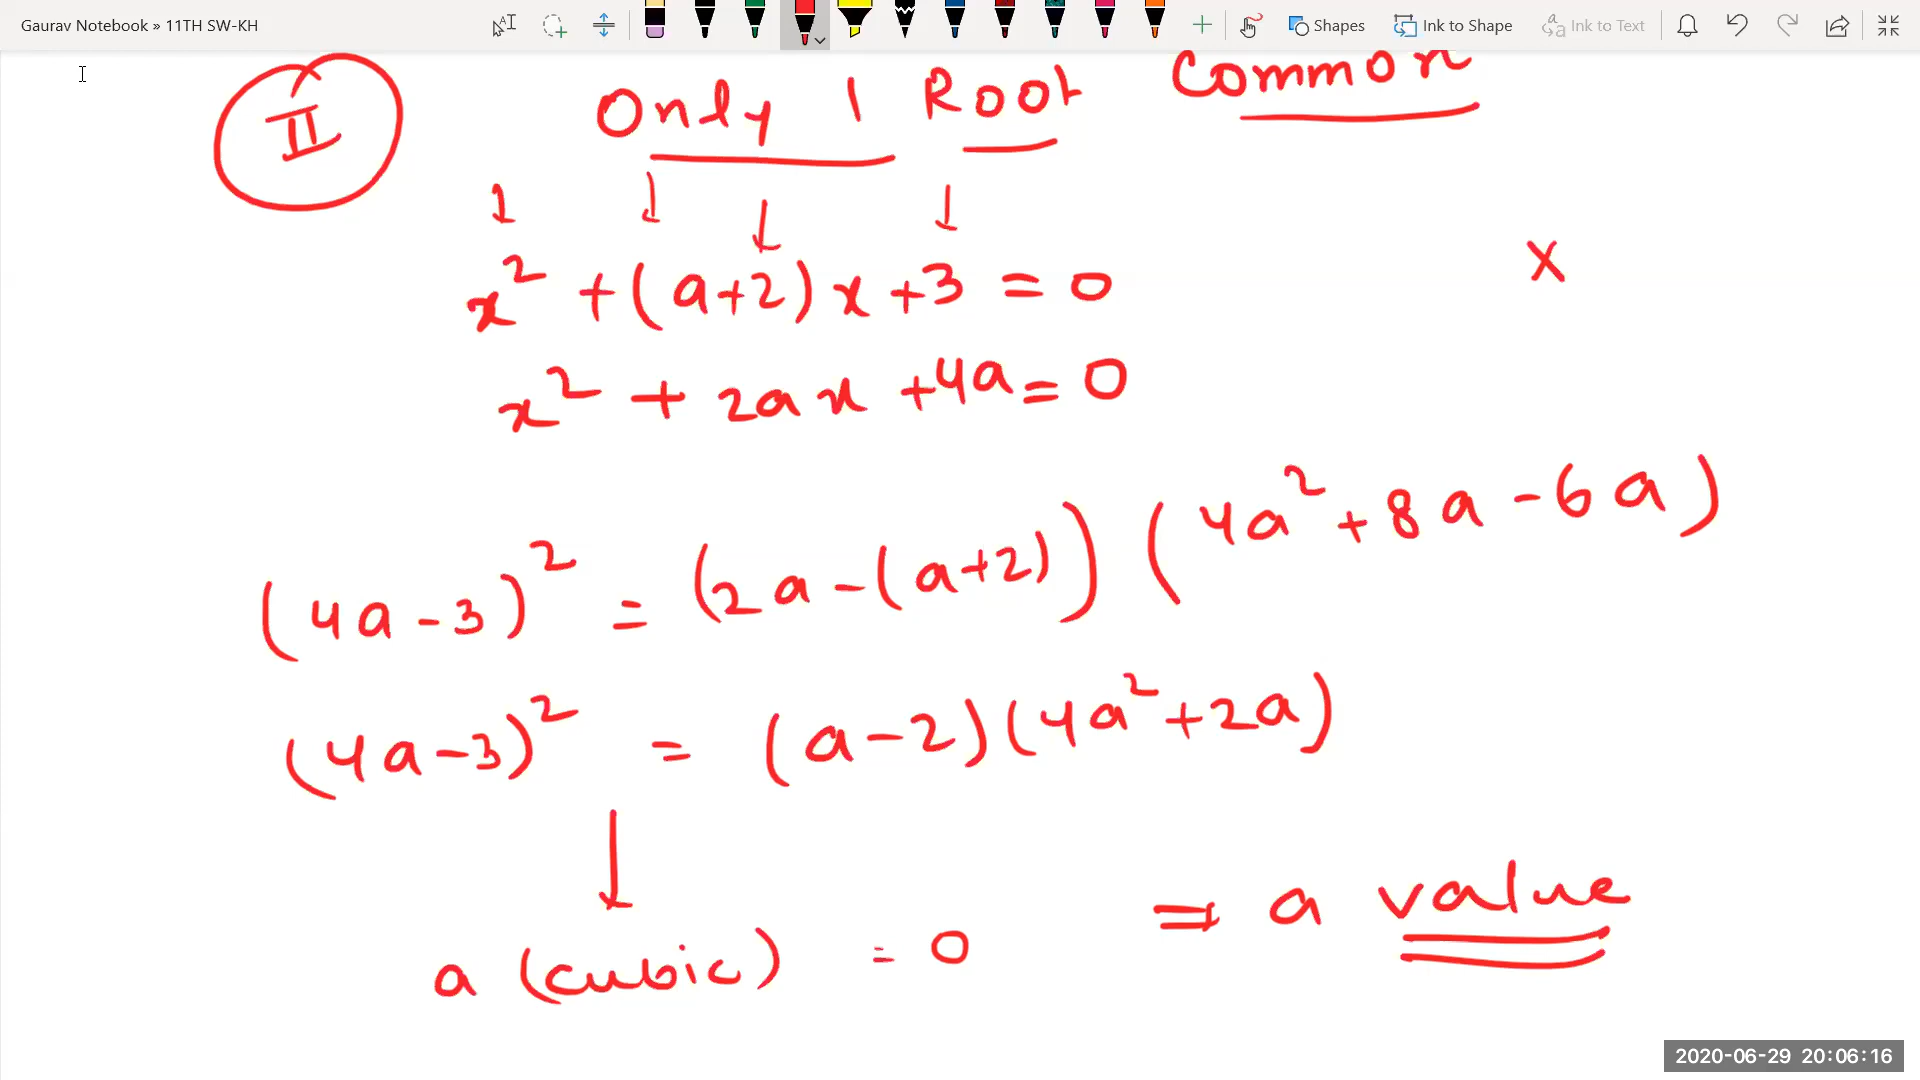 Gaurav Notebook » 11TH SW-KH
Shapes
Ink to Shape
Ink to Text
II
Only 1 Root Common
x² + (a+2)x + 3 = 0
x
x² + 2ax + 4a = 0
(4a-3)² = (2a-(a+2)) (4a²+8a-6a)
(4a-3)² = (a-2)(4a²+2a)
a (cubic) = 0
⇒ a value
2020-06-29 20:06:16